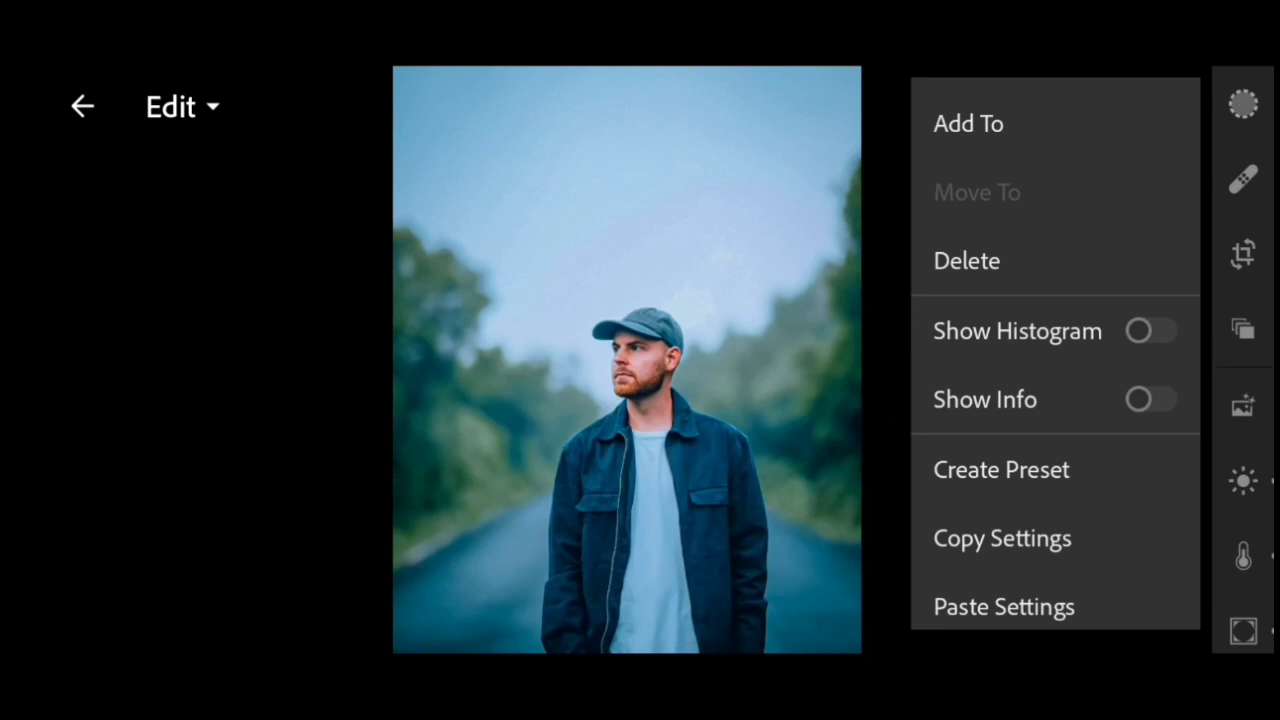 Edit
Add To
Move To
Delete
Show Histogram
Show Info
Create Preset
Copy Settings
Paste Settings